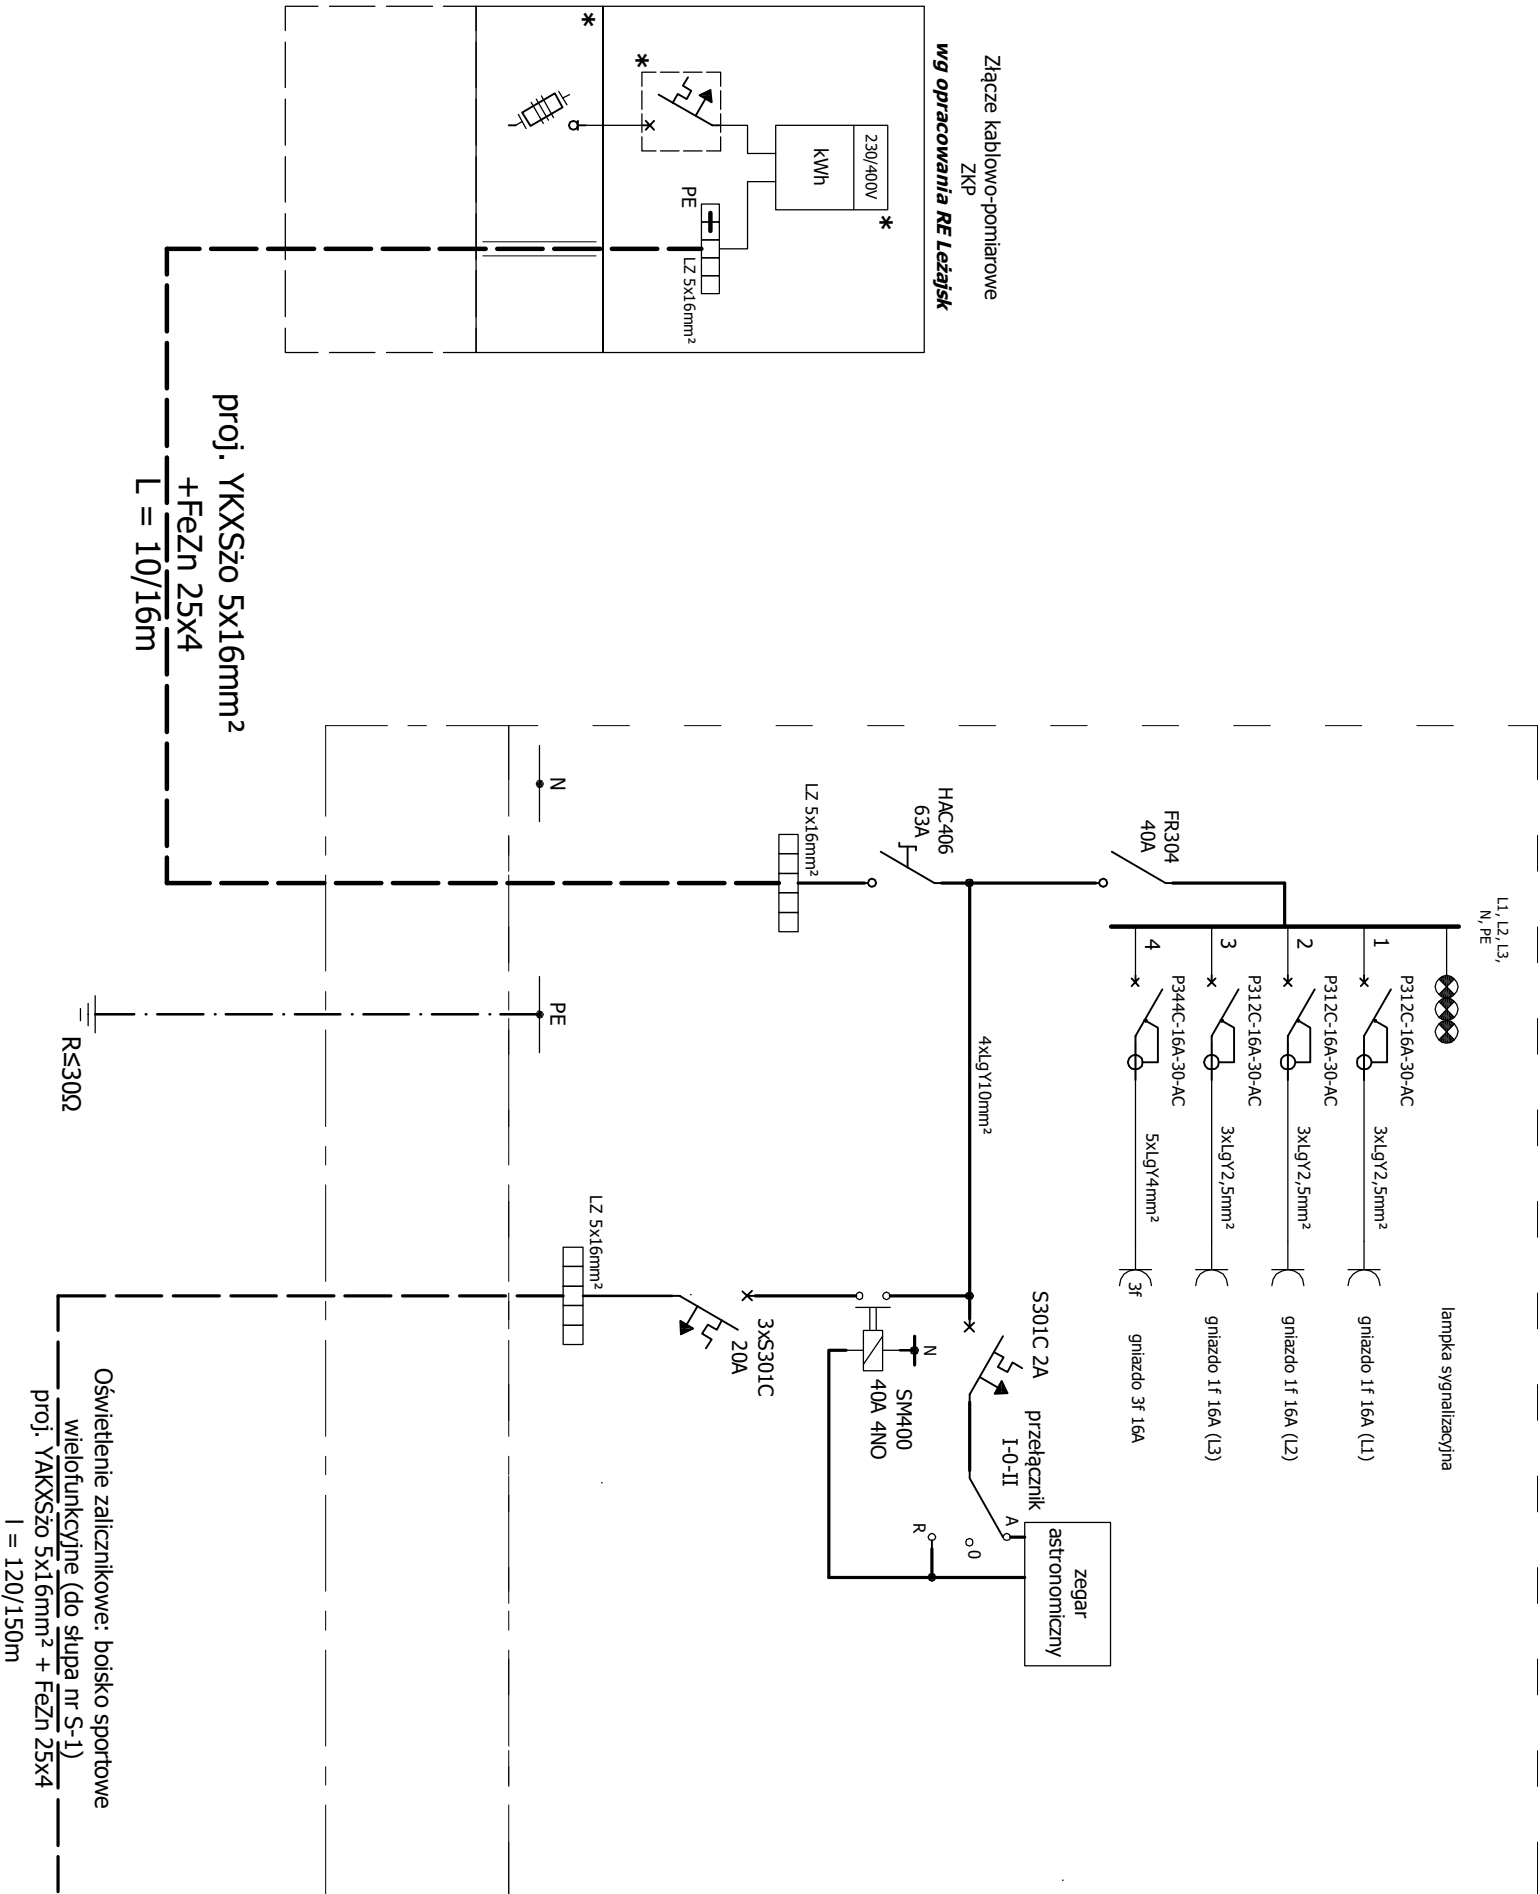 Złącze kablowo-pomiarowe
ZKP
wg opracowania RE Leżajsk
230/400V
kWh
*
*
*
PE
LZ 5x16mm²
proj. YKXSżo 5x16mm²
+FeZn 25x4
L = 10/16m
L1, L2, L3,
N, PE
lampka sygnalizacyjna
1
P312C-16A-30-AC
3xLgY2,5mm²
gniazdo 1f 16A (L1)
2
P312C-16A-30-AC
3xLgY2,5mm²
gniazdo 1f 16A (L2)
3
P312C-16A-30-AC
3xLgY2,5mm²
gniazdo 1f 16A (L3)
4
P344C-16A-30-AC
5xLgY4mm²
3f
gniazdo 3f 16A
FR304
40A
HAC406
63A
LZ 5x16mm²
4xLgY10mm²
S301C 2A
przełącznik
I-0-II
A
0
R
zegar
astronomiczny
N
SM400
40A 4NO
3xS301C
20A
LZ 5x16mm²
N
PE
R≤30Ω
Oświetlenie zalicznikowe: boisko sportowe
wielofunkcyjne (do słupa nr S-1)
proj. YAKXSżo 5x16mm² + FeZn 25x4
l = 120/150m